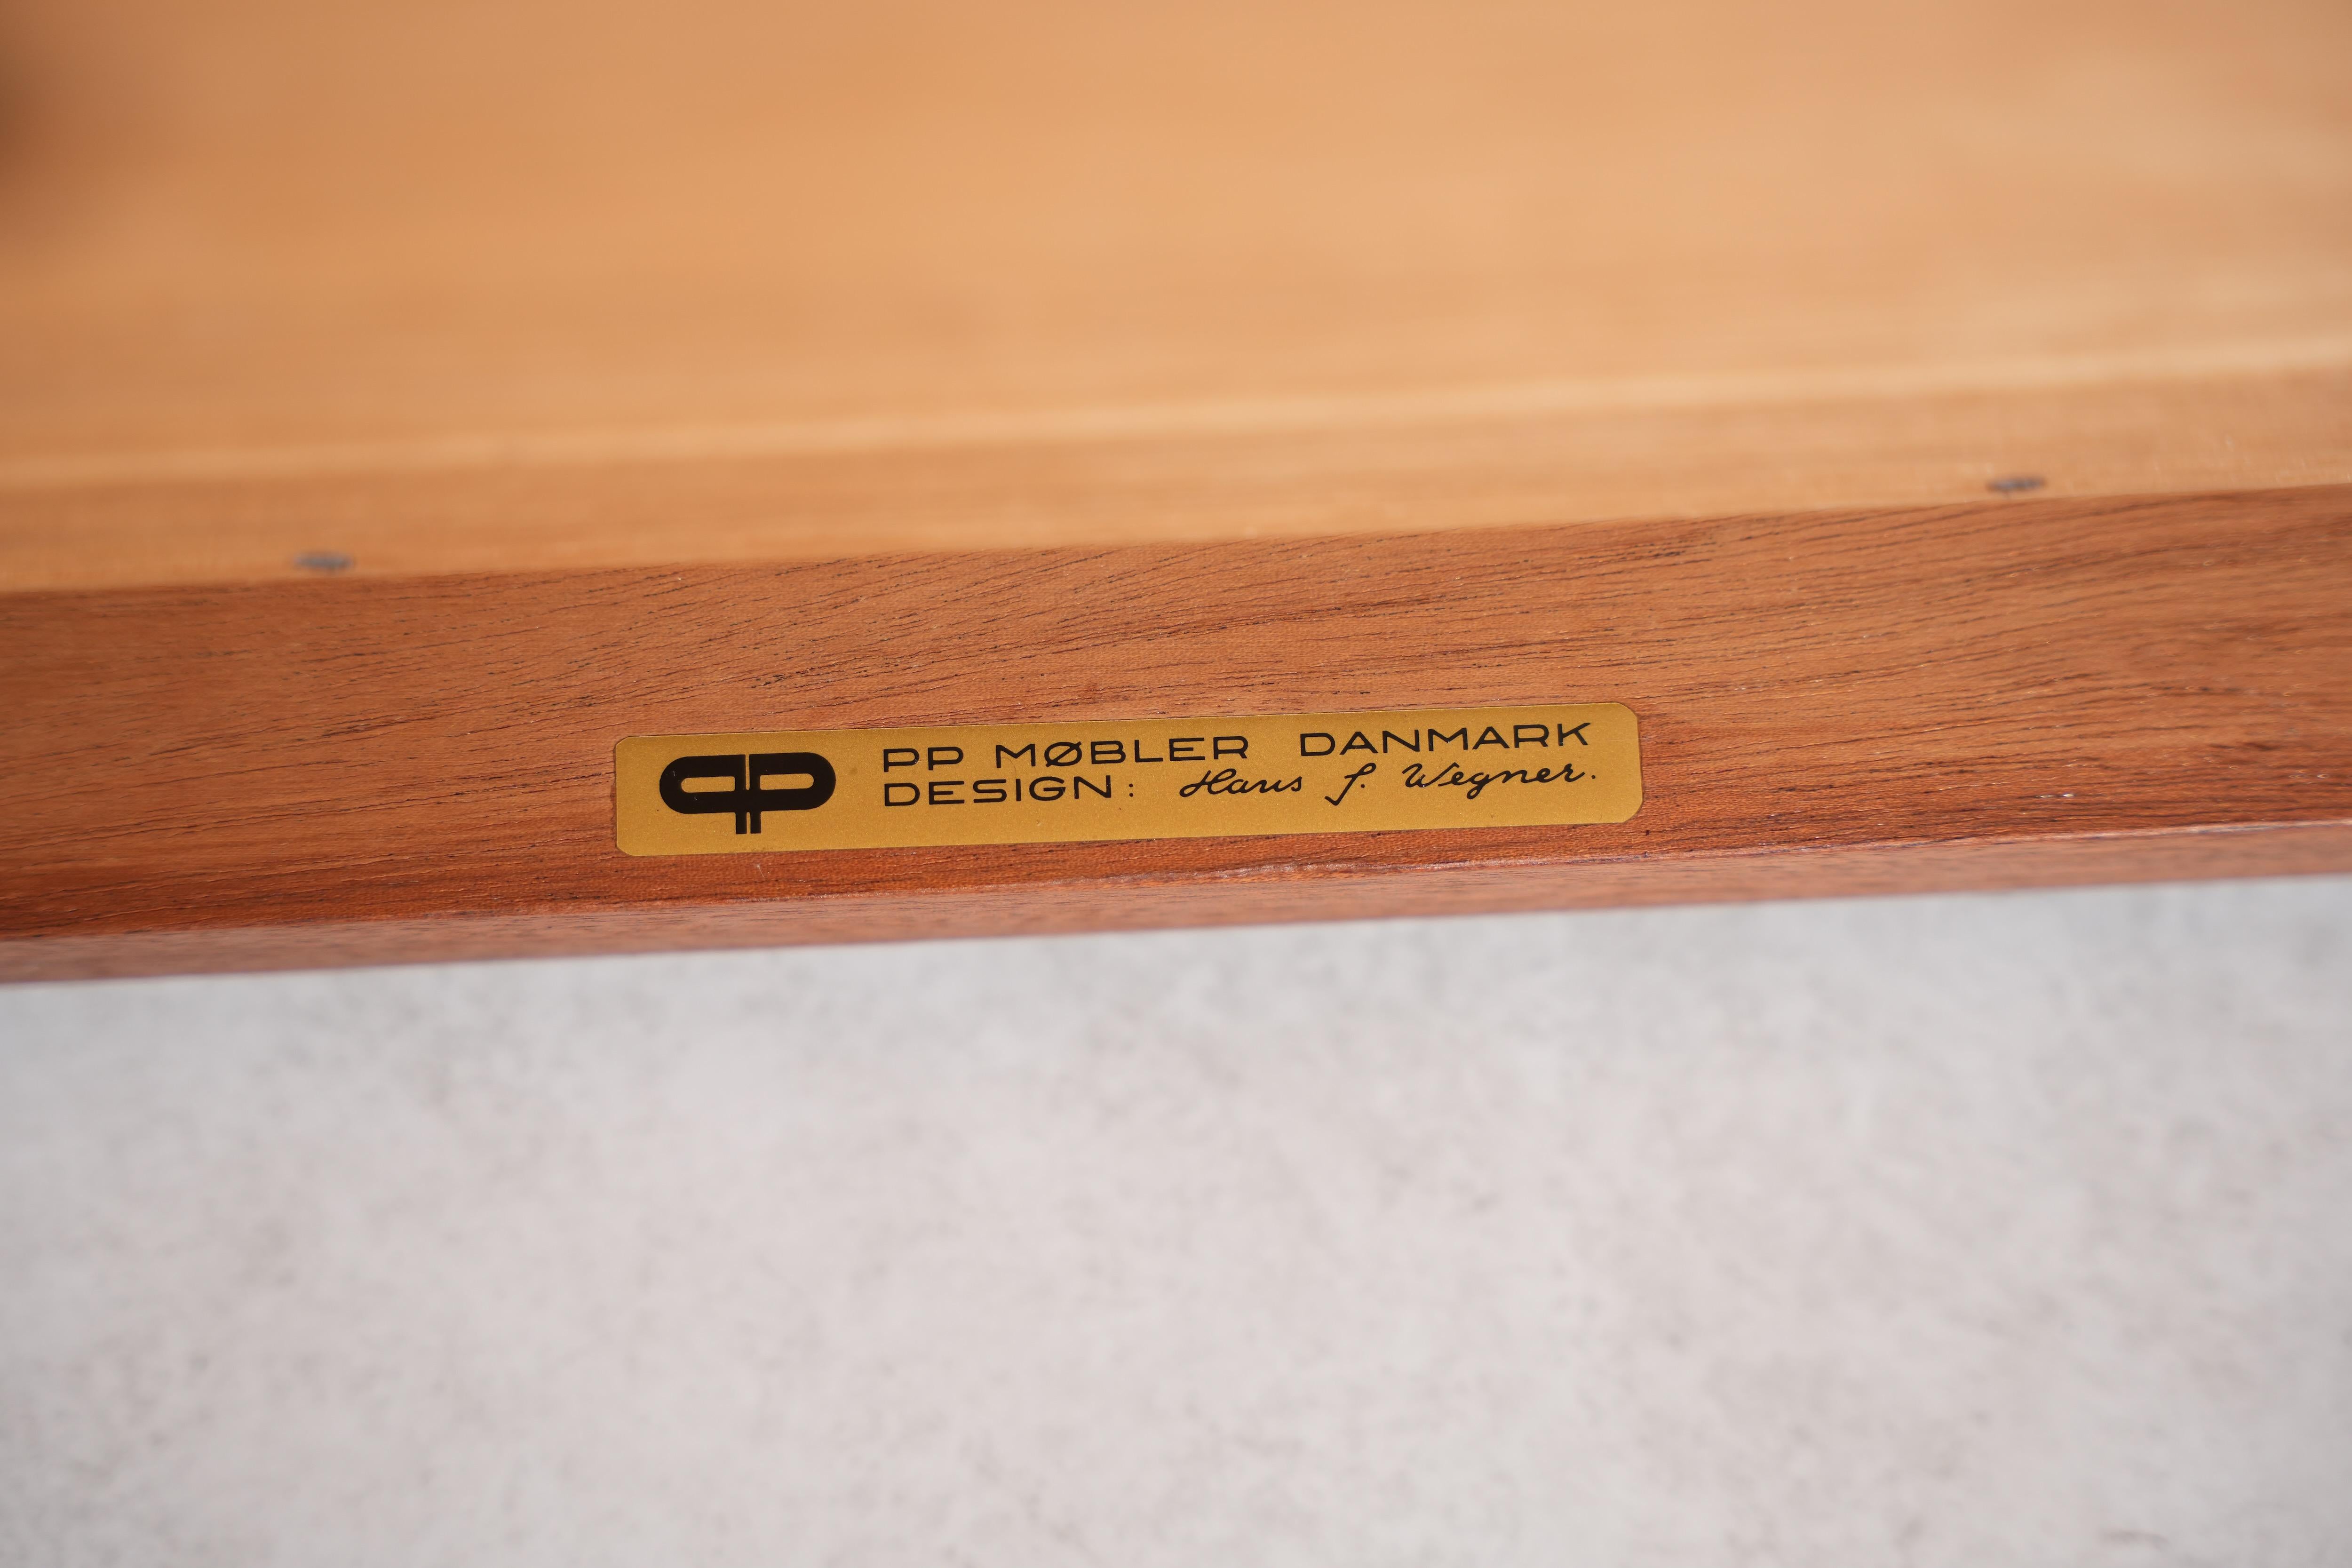 PP MØBLER DANMARK
DESIGN: Hans J. Wegner.